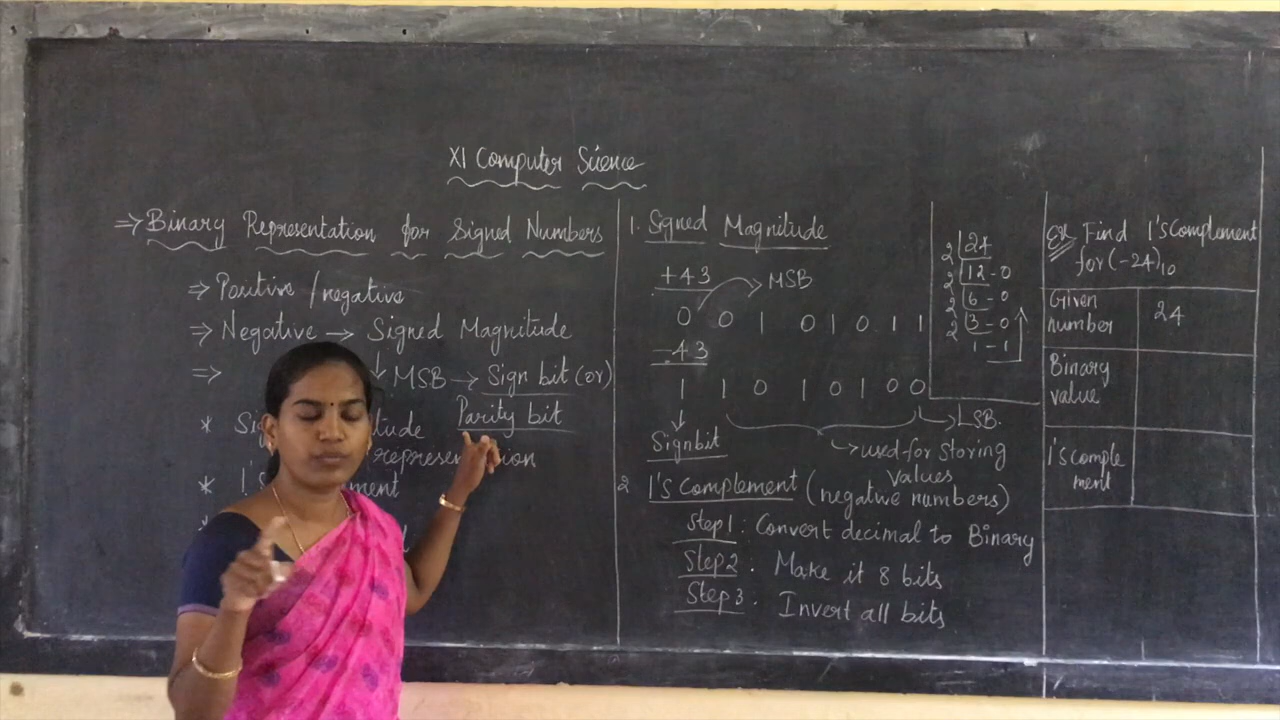 XI Computer Science
⇒ Binary Representation for Signed Numbers
⇒ Positive / negative
⇒ Negative → Signed Magnitude
⇒ ↓ MSB → Sign bit (or)
Parity bit
*
representation
*
1. Signed Magnitude
+43
MSB
0 0 1 0 1 0 1 1
-43
1 1 0 1 0 1 0 0
Signbit
LSB.
→ used for storing
values
2 1's Complement (negative numbers)
Step1 : Convert decimal to Binary
Step2 . Make it 8 bits
Step3 . Invert all bits
2 24
2 12 - 0
2 6 - 0
2 3 - 0
1 - 1
Ex Find 1's Complement
for (-24)10
Given
number 24
Binary
value
1's comple
ment